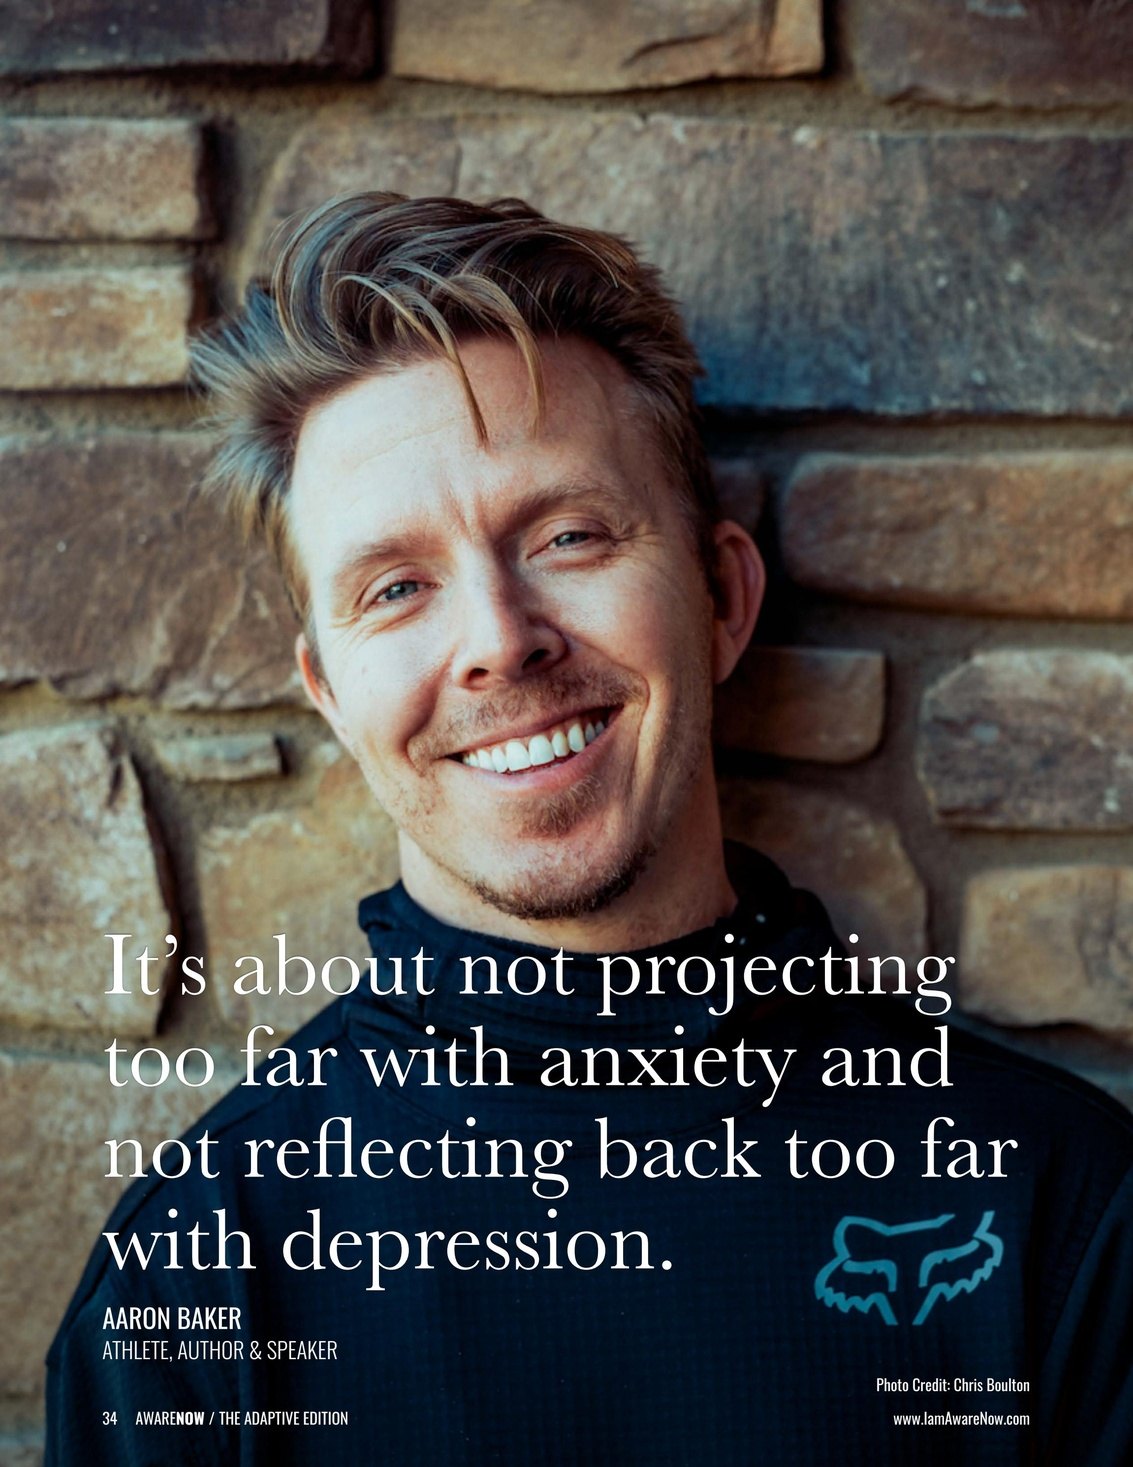 It’s about not projecting
too far with anxiety and
not reflecting back too far
with depression.
AARON BAKER
ATHLETE, AUTHOR & SPEAKER
Photo Credit: Chris Boulton
34 AWARENOW / THE ADAPTIVE EDITION
www.IamAwareNow.com